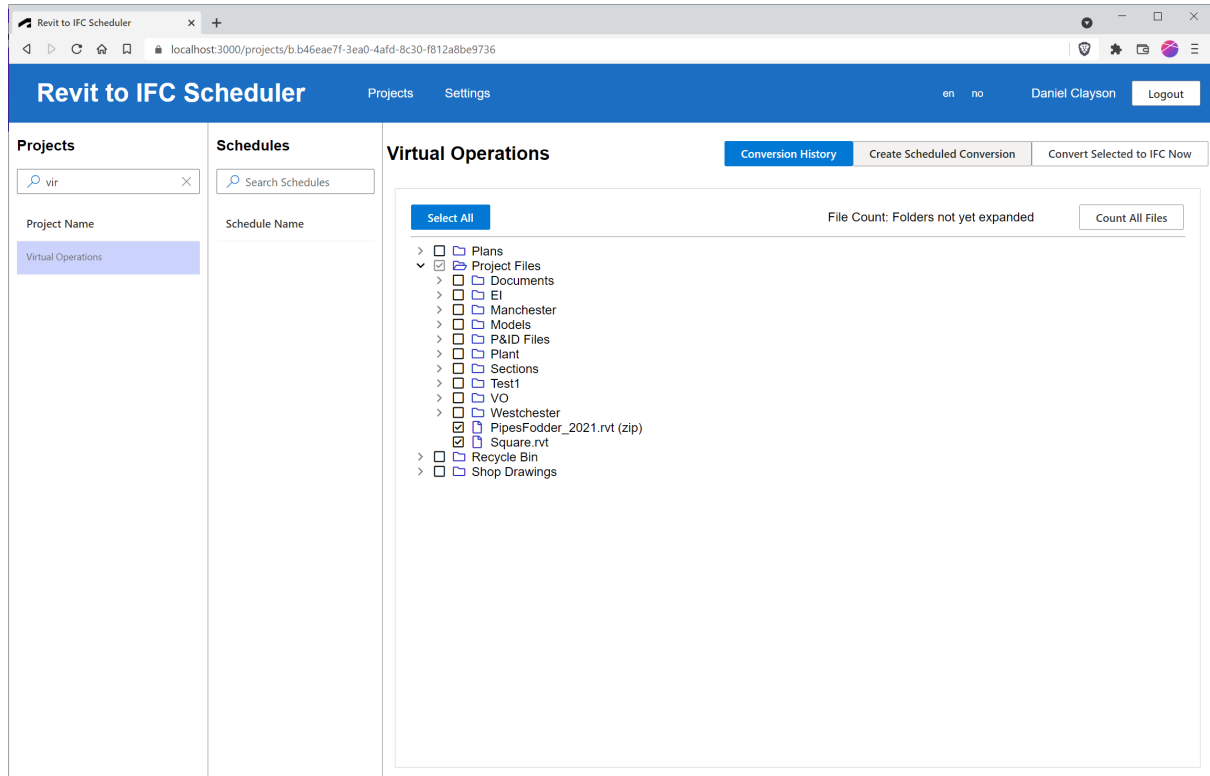 Revit to IFC Scheduler
localhost:3000/projects/b.b46eae7f-3ea0-4afd-8c30-f812a8be9736
Revit to IFC Scheduler
Projects
Settings
en
no
Daniel Clayson
Logout
Projects
vir
Project Name
Virtual Operations
Schedules
Search Schedules
Schedule Name
Virtual Operations
Conversion History
Create Scheduled Conversion
Convert Selected to IFC Now
Select All
File Count: Folders not yet expanded
Count All Files
Plans
Project Files
Documents
EI
Manchester
Models
P&ID Files
Plant
Sections
Test1
VO
Westchester
PipesFodder_2021.rvt (zip)
Square.rvt
Recycle Bin
Shop Drawings